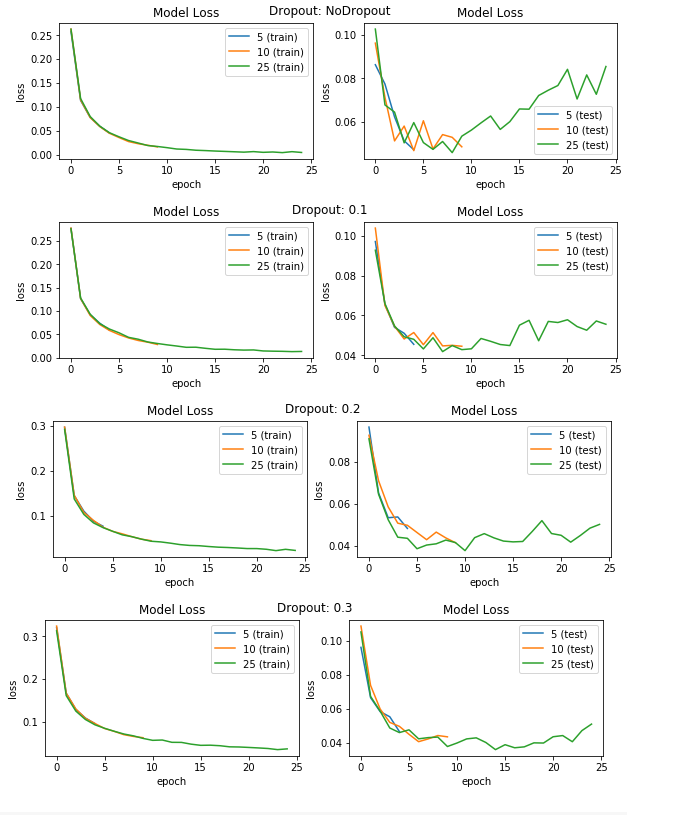 Dropout: NoDropout
Model Loss
Model Loss
0.25
0.20
0.15
0.10
0.05
0.00
loss
5 (train)
10 (train)
25 (train)
0 5 10 15 20 25
epoch
0.10
0.08
0.06
loss
5 (test)
10 (test)
25 (test)
0 5 10 15 20 25
epoch
Dropout: 0.1
Model Loss
Model Loss
0.25
0.20
0.15
0.10
0.05
0.00
loss
5 (train)
10 (train)
25 (train)
0 5 10 15 20 25
epoch
0.10
0.08
0.06
0.04
loss
5 (test)
10 (test)
25 (test)
0 5 10 15 20 25
epoch
Dropout: 0.2
Model Loss
Model Loss
0.3
0.2
0.1
loss
5 (train)
10 (train)
25 (train)
0 5 10 15 20 25
epoch
0.08
0.06
0.04
loss
5 (test)
10 (test)
25 (test)
0 5 10 15 20 25
epoch
Dropout: 0.3
Model Loss
Model Loss
0.3
0.2
0.1
loss
5 (train)
10 (train)
25 (train)
0 5 10 15 20 25
epoch
0.10
0.08
0.06
0.04
loss
5 (test)
10 (test)
25 (test)
0 5 10 15 20 25
epoch